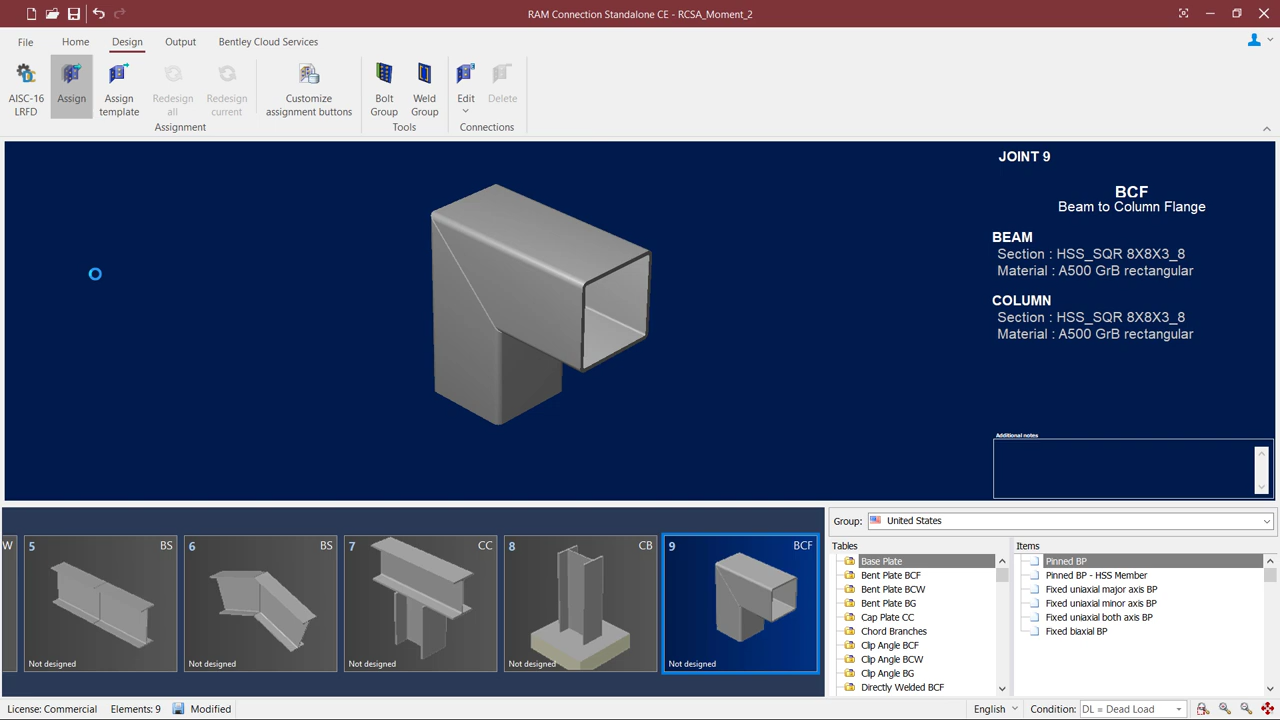 RAM Connection Standalone CE - RCSA_Moment_2
File
Home
Design
Output
Bentley Cloud Services
AISC-16 LRFD
Assign
Assign template
Redesign all
Redesign current
Customize assignment buttons
Bolt Group
Weld Group
Edit
Delete
Assignment
Tools
Connections
JOINT 9
BCF
Beam to Column Flange
BEAM
Section : HSS_SQR 8X8X3_8
Material : A500 GrB rectangular
COLUMN
Section : HSS_SQR 8X8X3_8
Material : A500 GrB rectangular
Additional notes
W
5
BS
Not designed
6
BS
Not designed
7
CC
Not designed
8
CB
Not designed
9
BCF
Not designed
Group:
United States
Tables
Base Plate
Bent Plate BCF
Bent Plate BCW
Bent Plate BG
Cap Plate CC
Chord Branches
Clip Angle BCF
Clip Angle BCW
Clip Angle BG
Directly Welded BCF
Items
Pinned BP
Pinned BP - HSS Member
Fixed uniaxial major axis BP
Fixed uniaxial minor axis BP
Fixed uniaxial both axis BP
Fixed biaxial BP
License: Commercial
Elements: 9
Modified
English
Condition:
DL = Dead Load